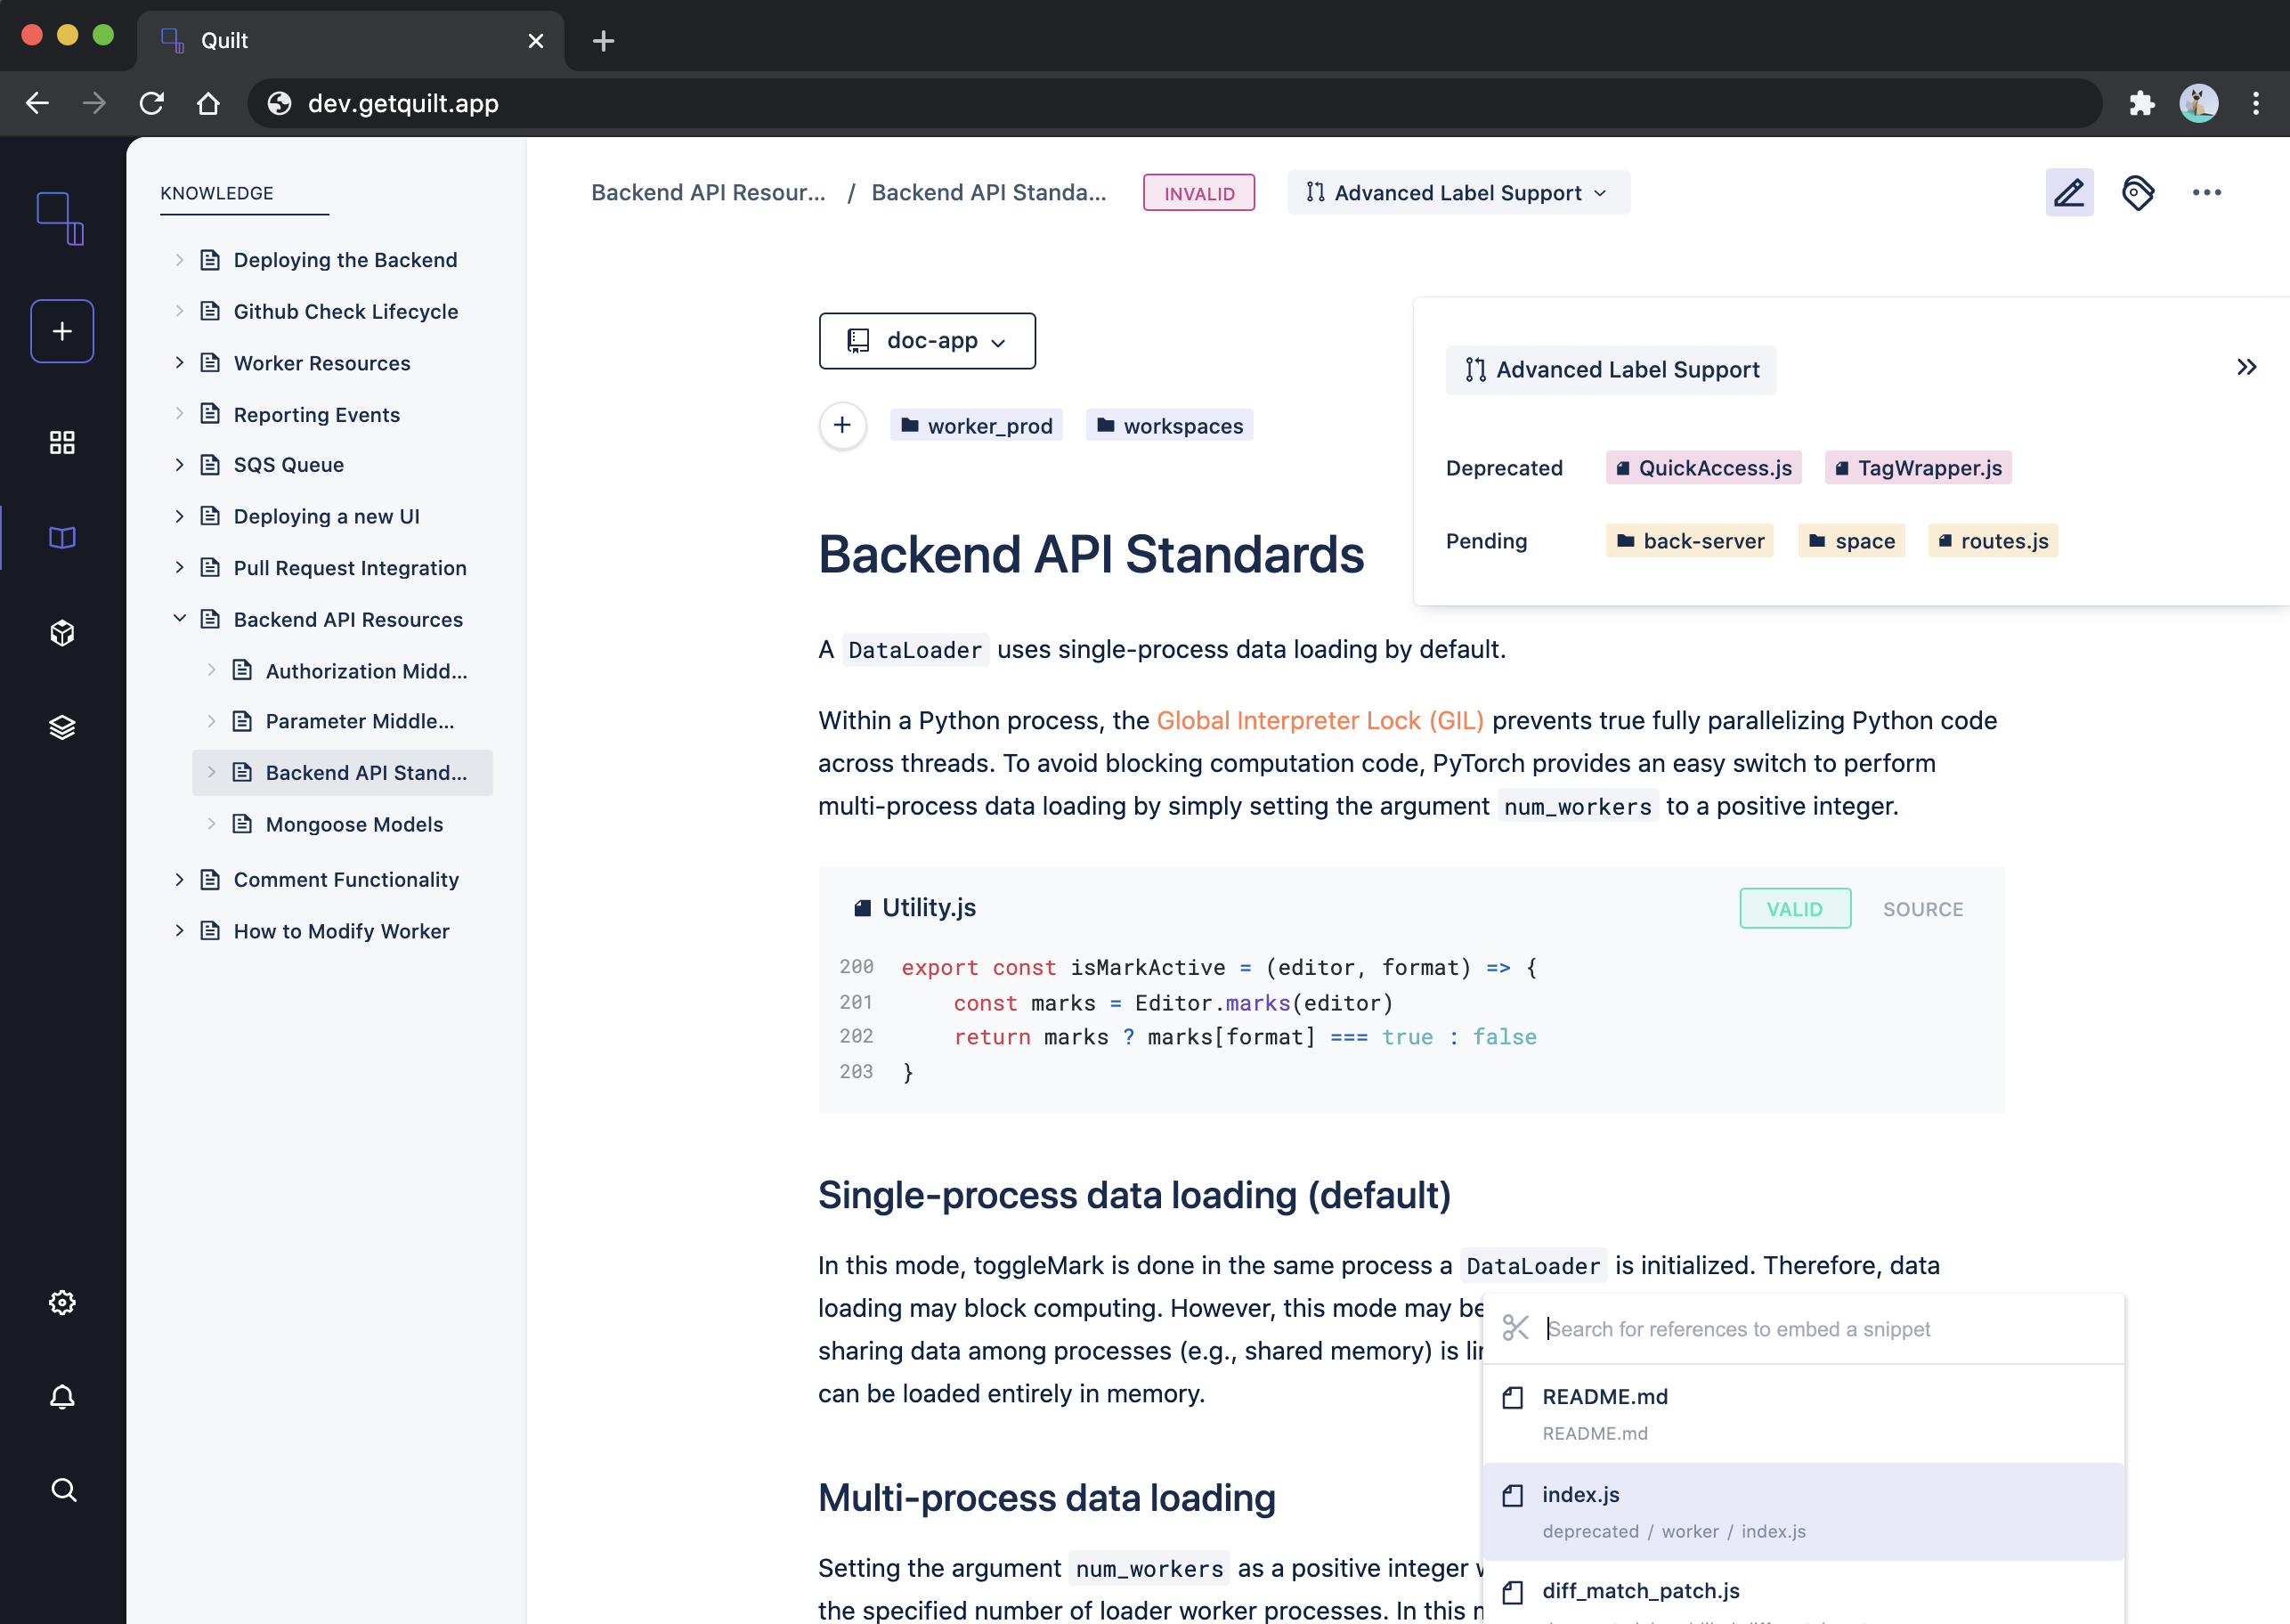 Quilt
dev.getquilt.app
KNOWLEDGE
Deploying the Backend
Github Check Lifecycle
Worker Resources
Reporting Events
SQS Queue
Deploying a new UI
Pull Request Integration
Backend API Resources
Authorization Midd...
Parameter Middle...
Backend API Stand...
Mongoose Models
Comment Functionality
How to Modify Worker
Backend API Resour... / Backend API Standa... INVALID Advanced Label Support
doc-app
worker_prod workspaces
Advanced Label Support
Deprecated QuickAccess.js TagWrapper.js
Pending back-server space routes.js
Backend API Standards
A DataLoader uses single-process data loading by default.
Within a Python process, the Global Interpreter Lock (GIL) prevents true fully parallelizing Python code
across threads. To avoid blocking computation code, PyTorch provides an easy switch to perform
multi-process data loading by simply setting the argument num_workers to a positive integer.
Utility.js VALID SOURCE
200 export const isMarkActive = (editor, format) => {
201 const marks = Editor.marks(editor)
202 return marks ? marks[format] === true : false
203 }
Single-process data loading (default)
In this mode, toggleMark is done in the same process a DataLoader is initialized. Therefore, data
loading may block computing. However, this mode may be
sharing data among processes (e.g., shared memory) is
can be loaded entirely in memory.
Multi-process data loading
Setting the argument num_workers as a positive integer
the specified number of loader worker processes. In this
Search for references to embed a snippet
README.md
README.md
index.js
deprecated / worker / index.js
diff_match_patch.js